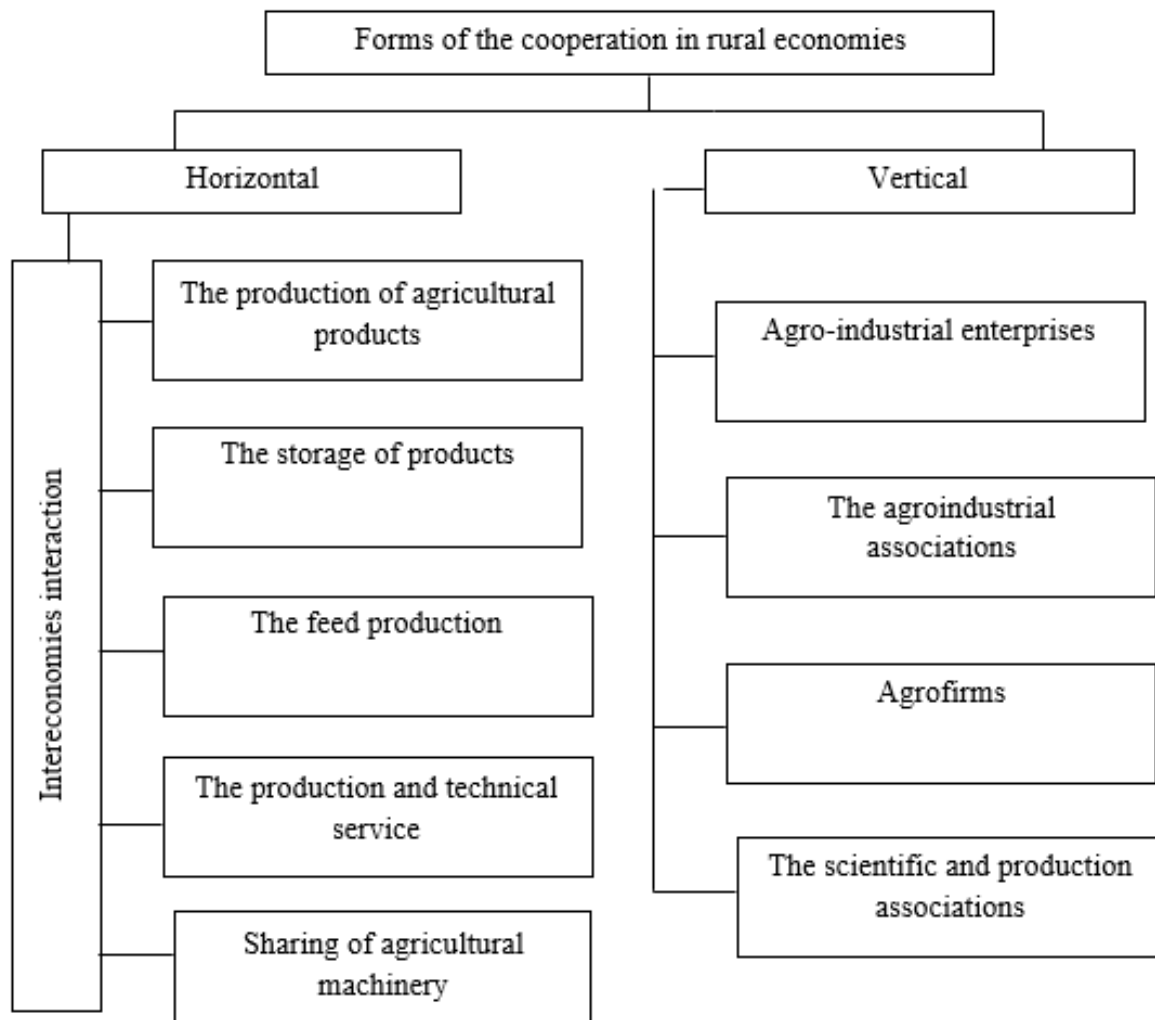 Forms of the cooperation in rural economies
Horizontal
Vertical
Intereconomies interaction
The production of agricultural
products
The storage of products
The feed production
The production and technical
service
Sharing of agricultural
machinery
Agro-industrial enterprises
The agroindustrial
associations
Agrofirms
The scientific and production
associations